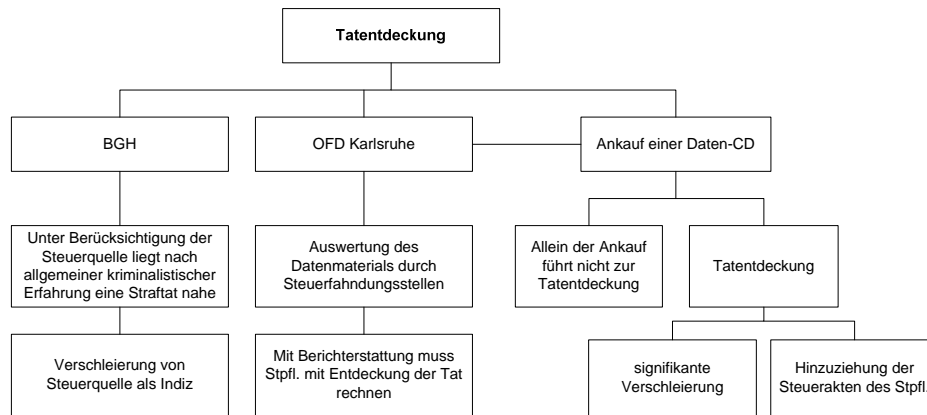 Tatentdeckung
BGH
OFD Karlsruhe
Ankauf einer Daten-CD
Unter Berücksichtigung der
Steuerquelle liegt nach
allgemeiner kriminalistischer
Erfahrung eine Straftat nahe
Auswertung des
Datenmaterials durch
Steuerfahndungsstellen
Allein der Ankauf
führt nicht zur
Tatentdeckung
Tatentdeckung
Verschleierung von
Steuerquelle als Indiz
Mit Berichterstattung muss
Stpfl. mit Entdeckung der Tat
rechnen
signifikante
Verschleierung
Hinzuziehung der
Steuerakten des Stpfl.